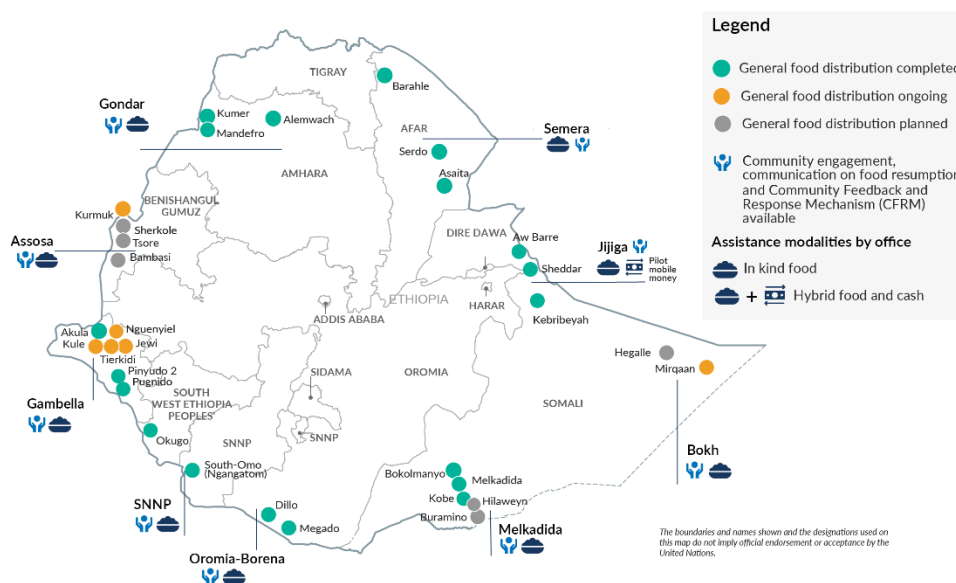 Legend
General food distribution completed
General food distribution ongoing
General food distribution planned
Community engagement,
communication on food resumption
and Community Feedback and
Response Mechanism (CFRM)
available
Assistance modalities by office
In kind food
+
Hybrid food and cash
TIGRAY
Barahle
Gondar
Kumer
Mandefro
Alemwach
AFAR
Serdo
Semera
Asaita
AMHARA
BENISHANGUL
GUMUZ
Kurmuk
Sherkole
Tsore
Bambasi
Assosa
DIRE DAWA
Aw Barre
Jijiga
Pilot
mobile
money
Sheddar
HARAR
Kebribeyah
ETHIOPIA
ADDIS ABABA
Akula
Nguenyiel
Kule
Jewi
Tierkidi
Pinyudo 2
Pugnido
Gambella
SIDAMA
OROMIA
SOUTH
WEST ETHIOPIA
PEOPLES'
Hegalle
Mirqaan
SOMALI
Okugo
SNNP
SNNP
Bokh
South-Omo
(Ngangatom)
Bokolmanyo
Melkadida
Kobe
Hilaweyn
Buramino
SNNP
Dillo
Megado
Melkadida
Oromia-Borena
The boundaries and names shown and the designations used on
this map do not imply official endorsement or acceptance by the
United Nations.